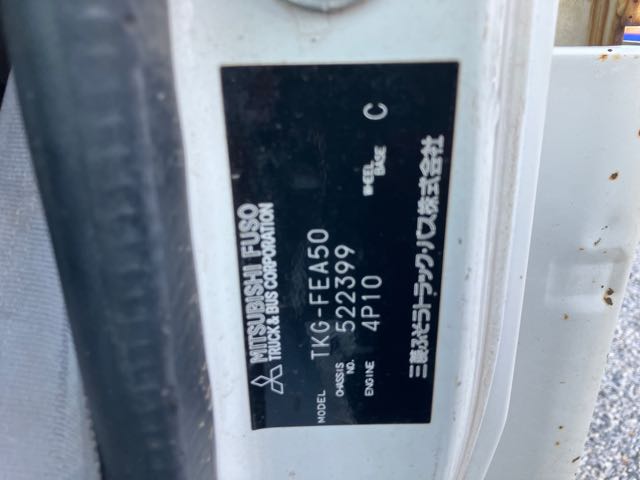 MITSUBISHI FUSO
TRUCK & BUS CORPORATION
MODEL TKG-FEA50
CHASSIS NO. 522399
ENGINE 4P10 WHEEL BASE C
三菱ふそうトラック・バス株式会社